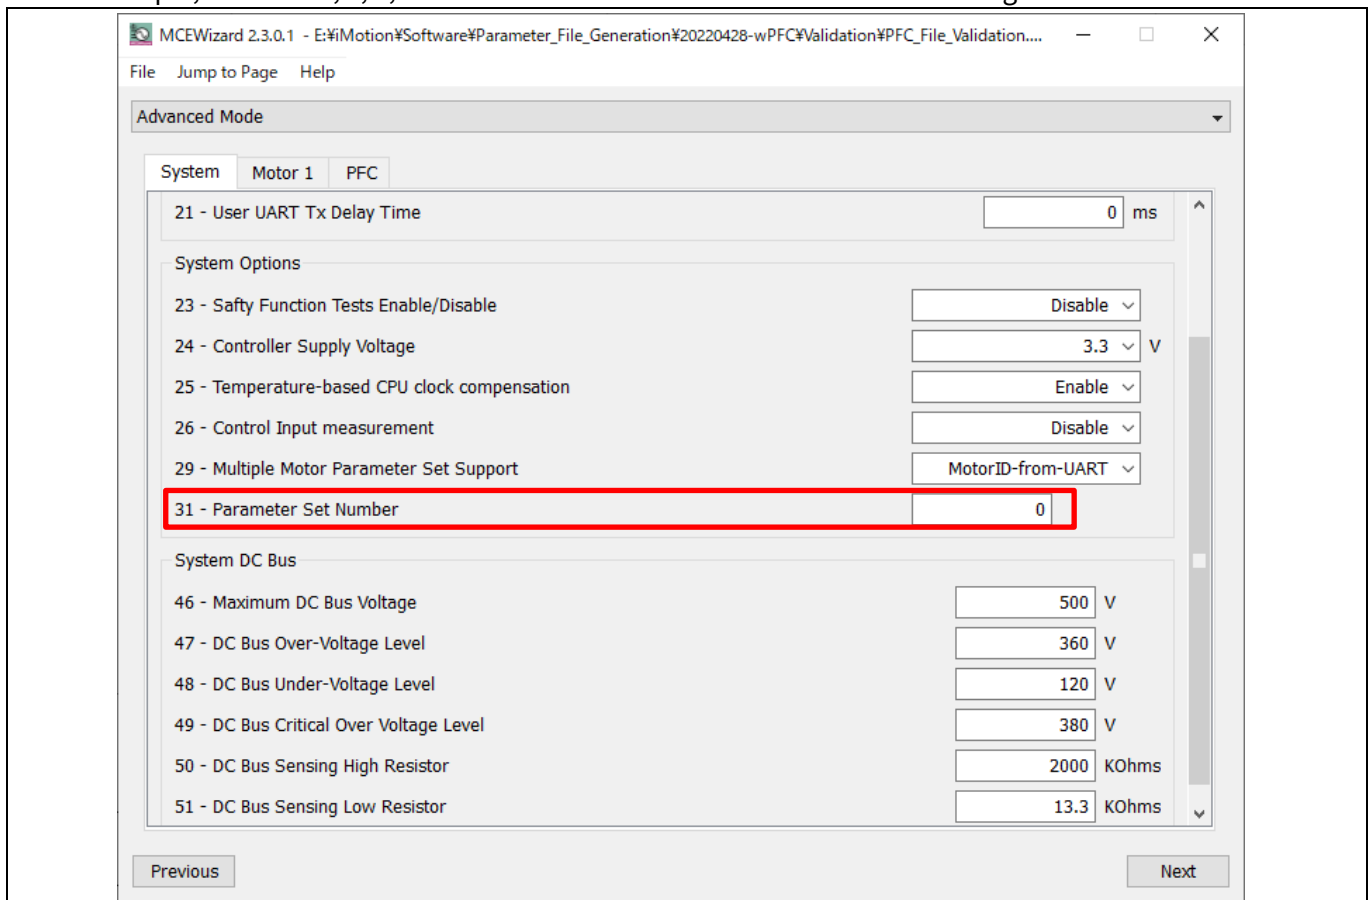 MCEWizard 2.3.0.1 - E:¥iMotion¥Software¥Parameter_File_Generation¥20220428-wPFC¥Validation¥PFC_File_Validation....
File Jump to Page Help
Advanced Mode
System Motor 1 PFC
21 - User UART Tx Delay Time 0 ms
System Options
23 - Safty Function Tests Enable/Disable Disable
24 - Controller Supply Voltage 3.3 V
25 - Temperature-based CPU clock compensation Enable
26 - Control Input measurement Disable
29 - Multiple Motor Parameter Set Support MotorID-from-UART
31 - Parameter Set Number 0
System DC Bus
46 - Maximum DC Bus Voltage 500 V
47 - DC Bus Over-Voltage Level 360 V
48 - DC Bus Under-Voltage Level 120 V
49 - DC Bus Critical Over Voltage Level 380 V
50 - DC Bus Sensing High Resistor 2000 KOhms
51 - DC Bus Sensing Low Resistor 13.3 KOhms
Previous Next